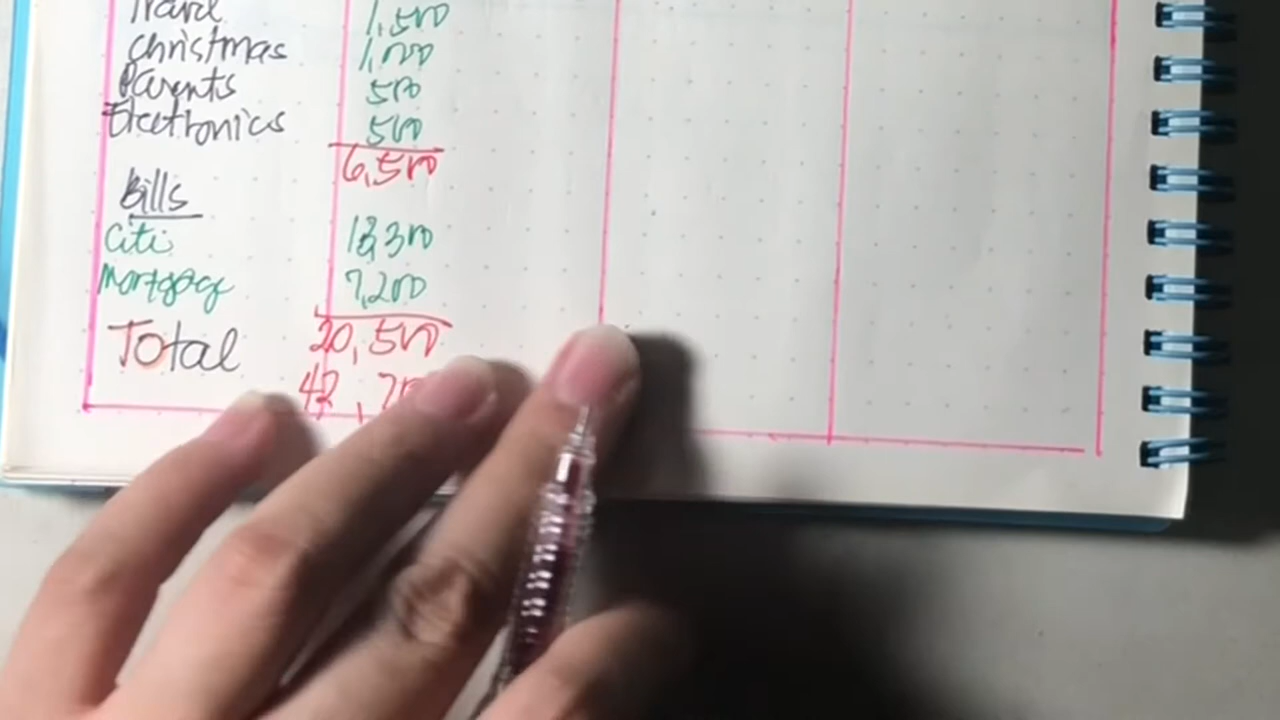 Travel 1,500
Christmas 1,000
Parents 500
Electronics 500
6,500
Bills
Citi 13,300
Mortgage 7,200
Total 20,500